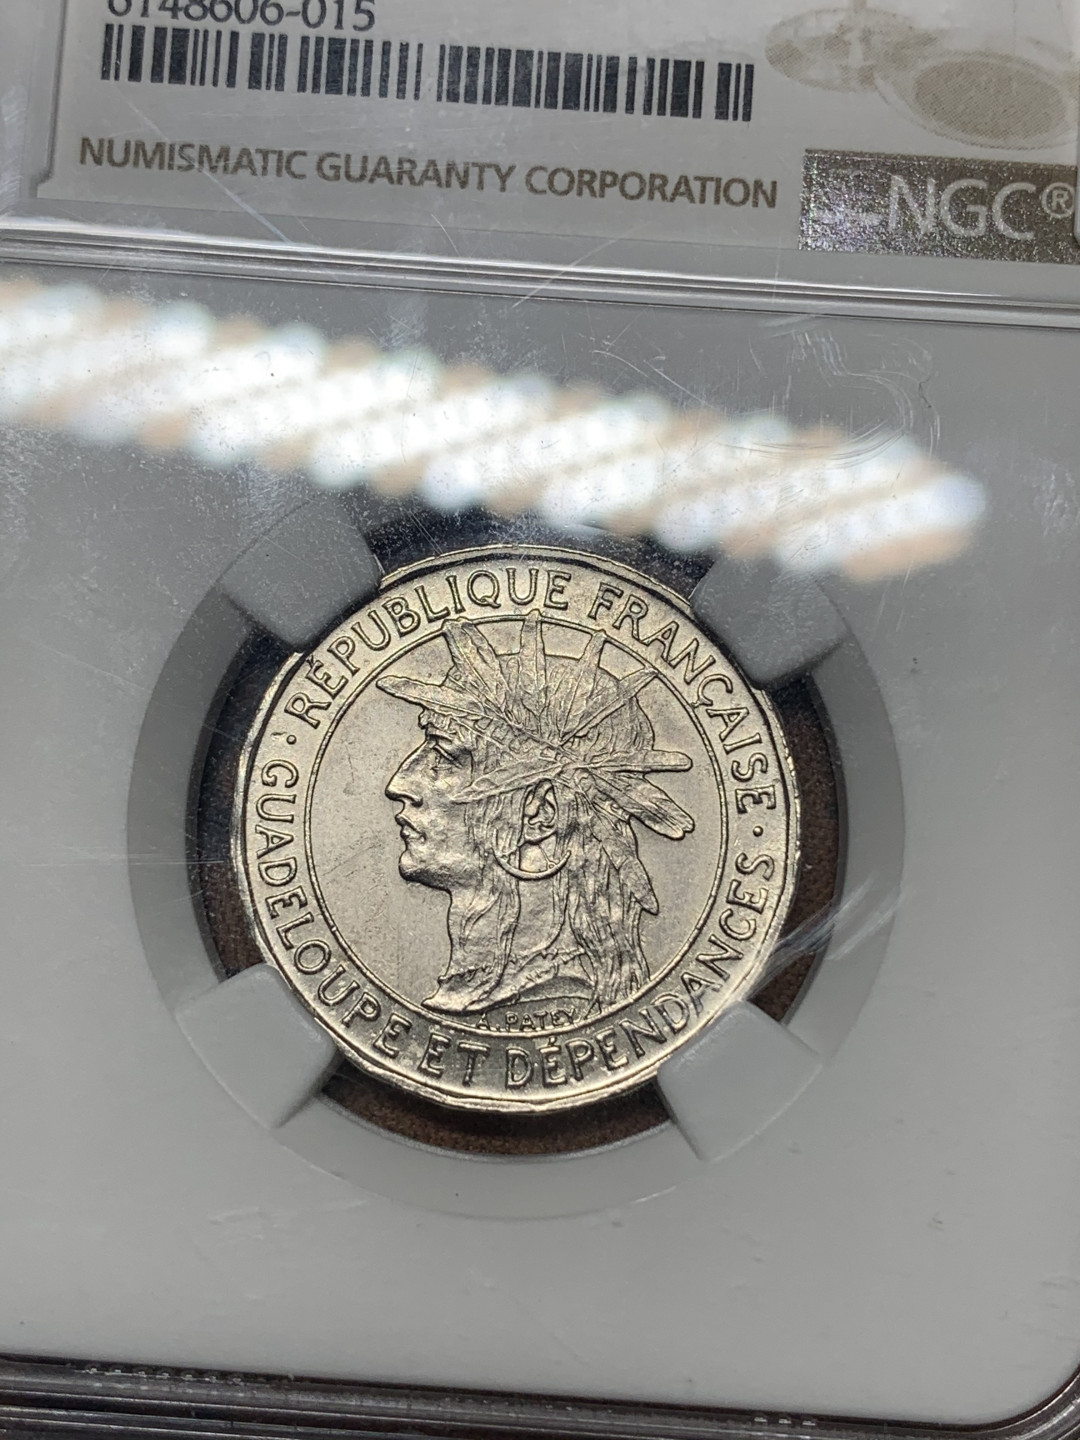 6148606-015
NUMISMATIC GUARANTY CORPORATION
NGC®
· RÉPUBLIQUE FRANÇAISE ·
GUADELOUPE ET DÉPENDANCES
A. PATEY